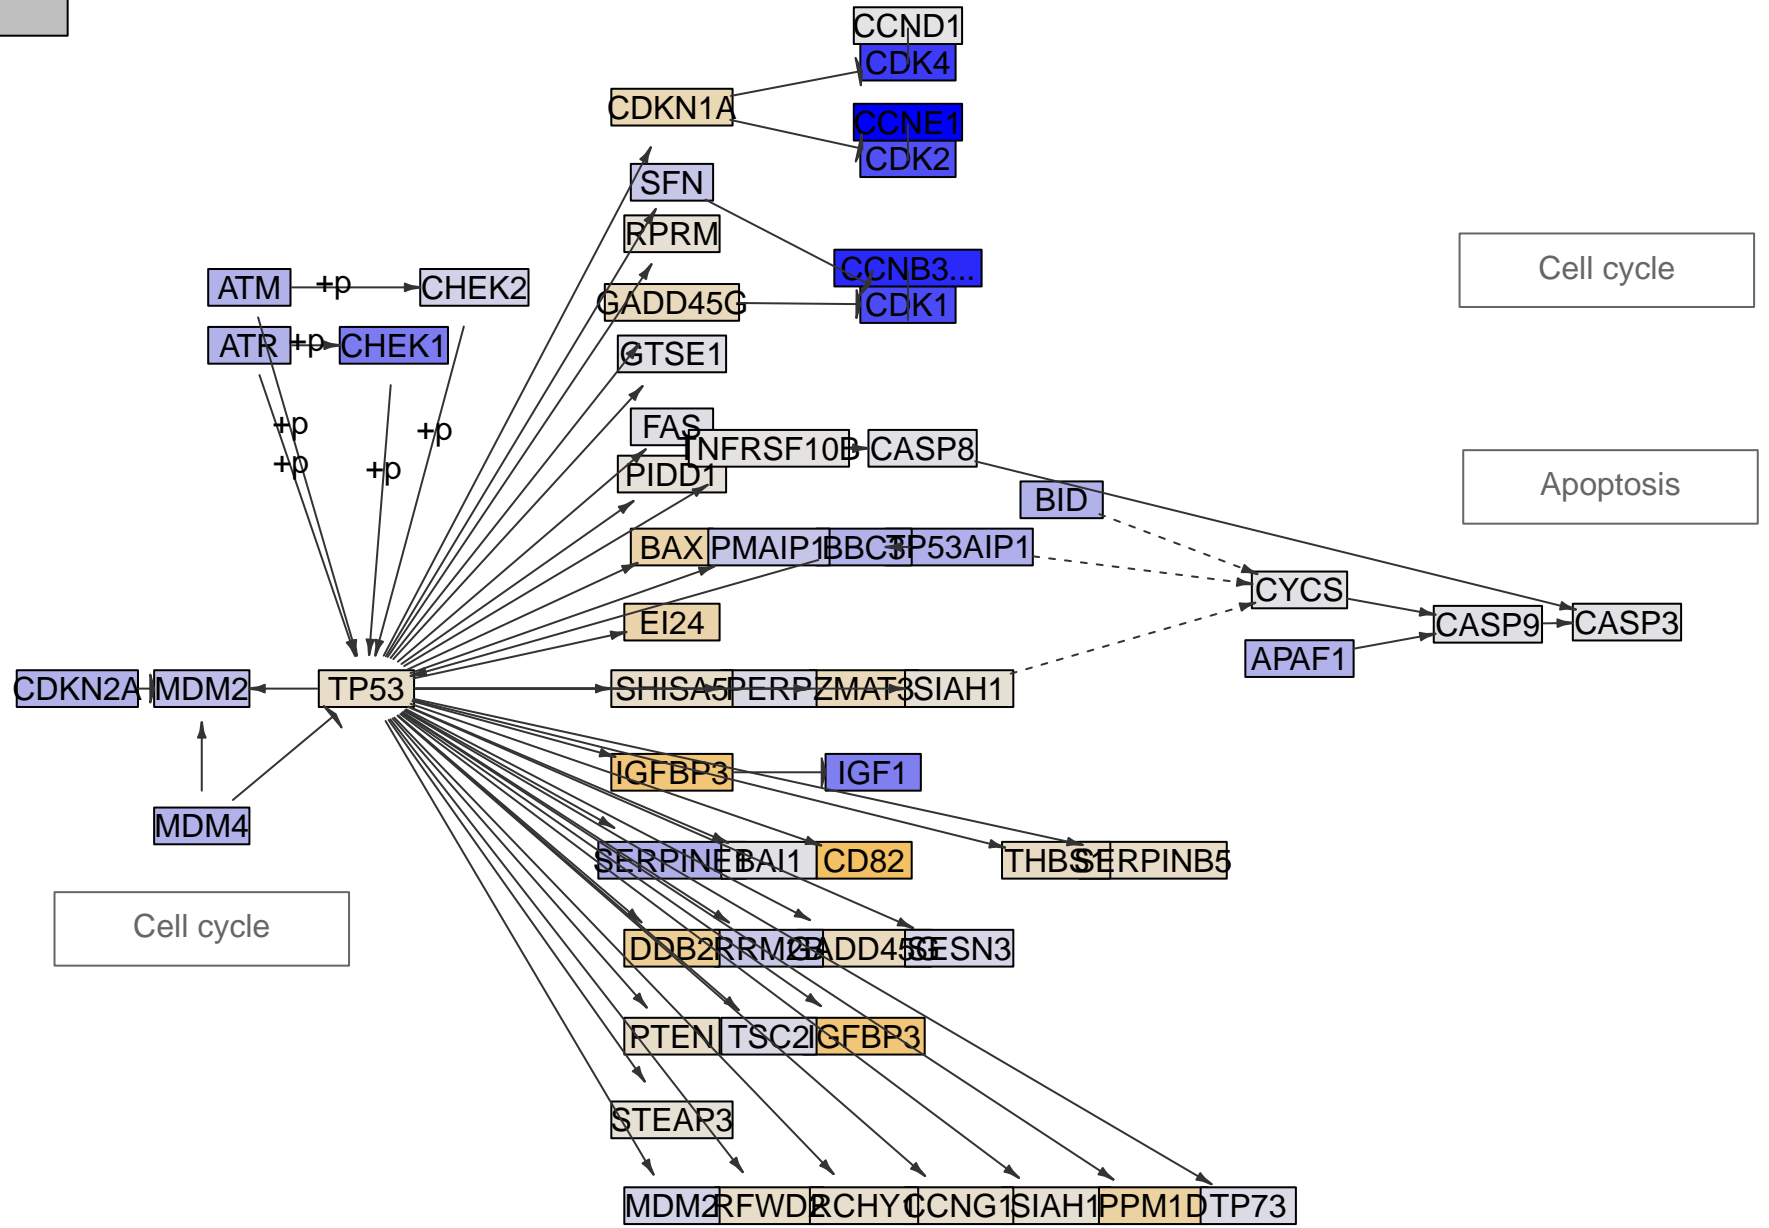 CCND1
CDK4
CDKN1A
CCNE1
CDK2
SFN
RPRM
CCNB3...
Cell cycle
ATM
+p
CHEK2
GADD45G
CDK1
ATR
+p
CHEK1
GTSE1
+p
+p
FAS
TNFRSF10B
CASP8
+p
+p
PIDD1
Apoptosis
BID
BAX
PMAIP1
BBC3
TP53AIP1
CYCS
EI24
CASP9
CASP3
APAF1
CDKN2A
MDM2
TP53
SHISA5
PERP
ZMAT3
SIAH1
IGFBP3
IGF1
MDM4
SERPINE1
BAI1
CD82
THBS1
SERPINB5
Cell cycle
DDB2
RRM2B
GADD45G
SESN3
PTEN
TSC2
IGFBP3
STEAP3
MDM2
RFWD2
RCHY1
CCNG1
SIAH1
PPM1D
TP73